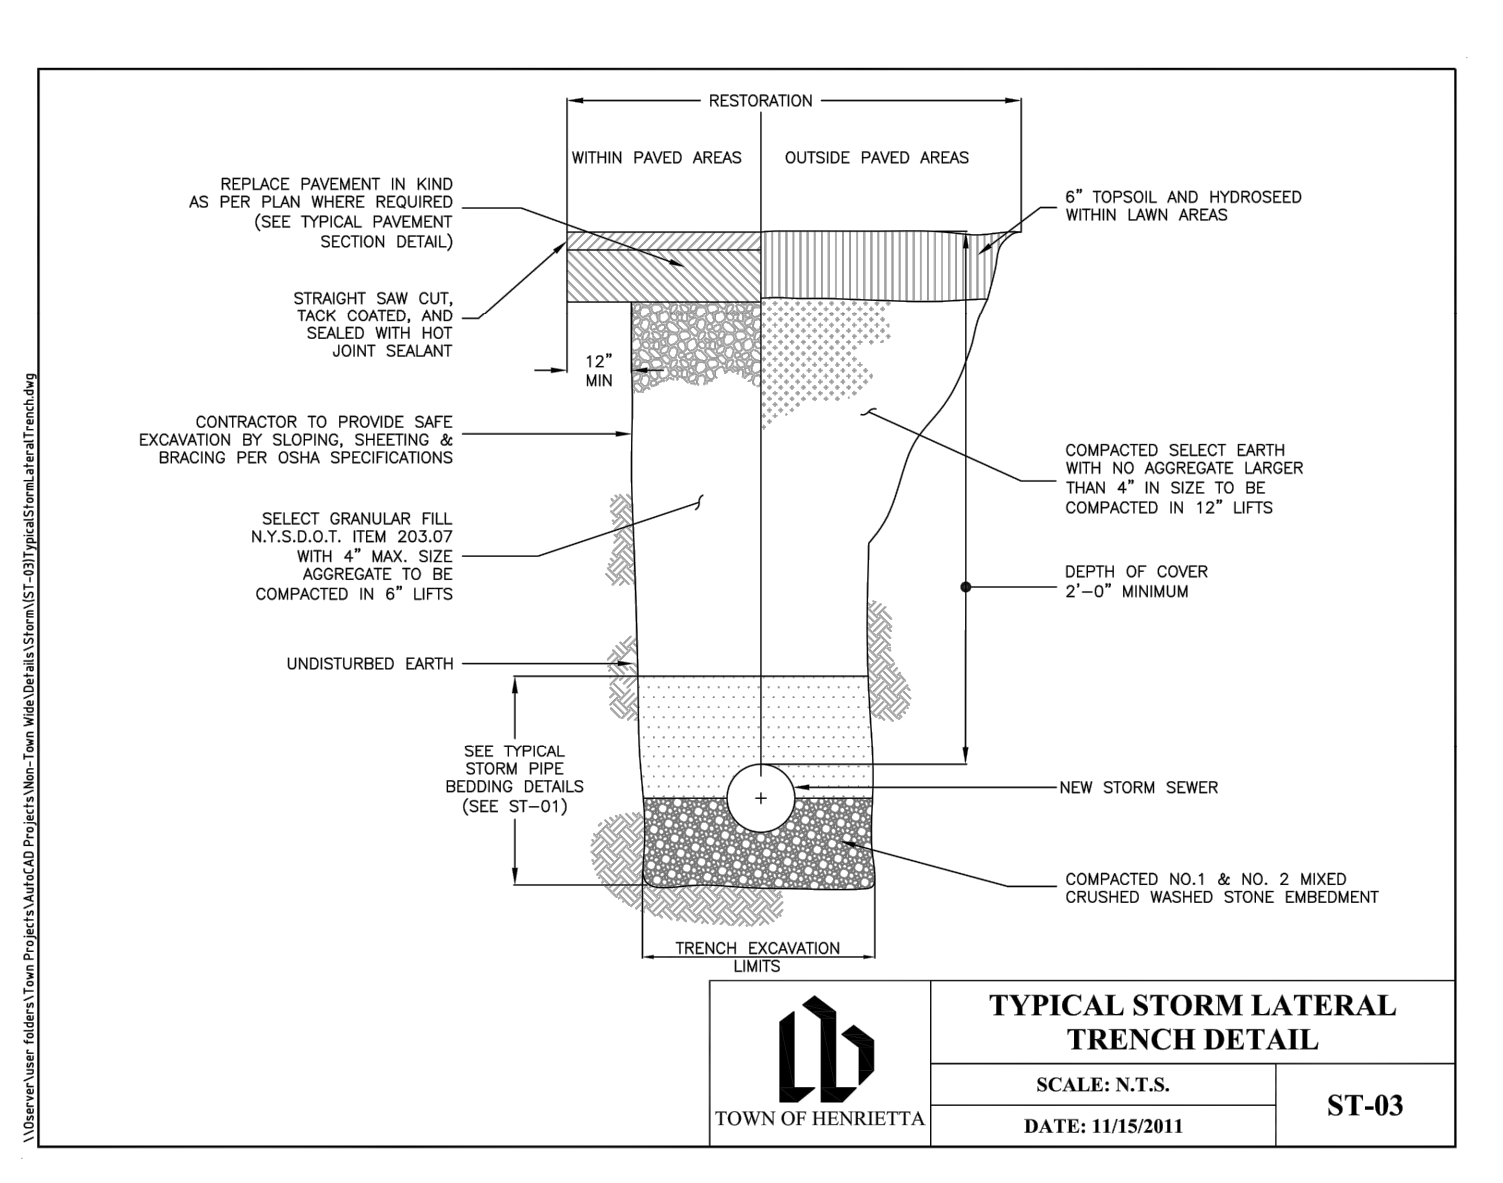 RESTORATION
WITHIN PAVED AREAS
OUTSIDE PAVED AREAS
REPLACE PAVEMENT IN KIND
AS PER PLAN WHERE REQUIRED
(SEE TYPICAL PAVEMENT
SECTION DETAIL)
6” TOPSOIL AND HYDROSEED
WITHIN LAWN AREAS
STRAIGHT SAW CUT,
TACK COATED, AND
SEALED WITH HOT
JOINT SEALANT
12”
MIN
CONTRACTOR TO PROVIDE SAFE
EXCAVATION BY SLOPING, SHEETING &
BRACING PER OSHA SPECIFICATIONS
COMPACTED SELECT EARTH
WITH NO AGGREGATE LARGER
THAN 4” IN SIZE TO BE
COMPACTED IN 12” LIFTS
SELECT GRANULAR FILL
N.Y.S.D.O.T. ITEM 203.07
WITH 4” MAX. SIZE
AGGREGATE TO BE
COMPACTED IN 6” LIFTS
DEPTH OF COVER
2'-0” MINIMUM
UNDISTURBED EARTH
SEE TYPICAL
STORM PIPE
BEDDING DETAILS
(SEE ST-01)
NEW STORM SEWER
COMPACTED NO.1 & NO. 2 MIXED
CRUSHED WASHED STONE EMBEDMENT
TRENCH EXCAVATION
LIMITS
TOWN OF HENRIETTA
TYPICAL STORM LATERAL
TRENCH DETAIL
SCALE: N.T.S.
DATE: 11/15/2011
ST-03
\\0server\user folders\Town Projects\AutoCAD Projects\Non-Town Wide\Details\Storm\(ST-03)TypicalStormLateralTrench.dwg